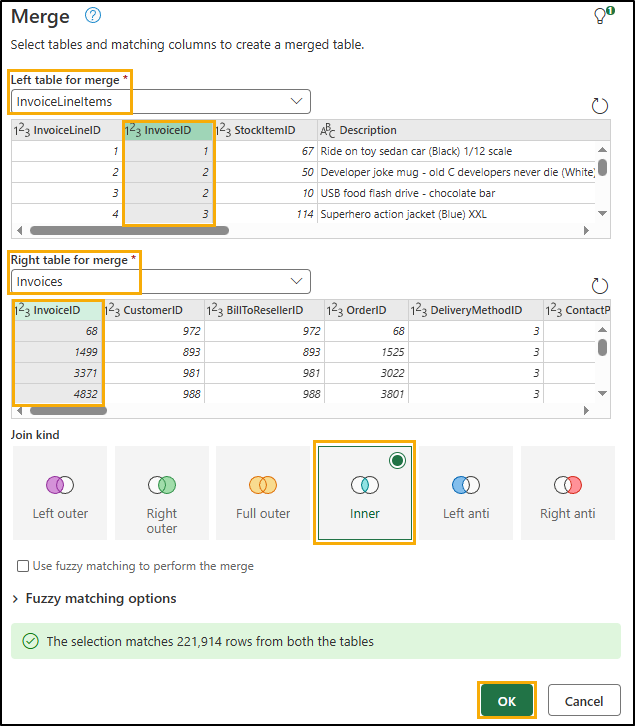 Merge
1
Select tables and matching columns to create a merged table.
Left table for merge *
InvoiceLineItems
123 InvoiceLineID 123 InvoiceID 123 StockItemID ABC Description
1 1 67 Ride on toy sedan car (Black) 1/12 scale
2 2 50 Developer joke mug - old C developers never die (White)
3 2 10 USB food flash drive - chocolate bar
4 3 114 Superhero action jacket (Blue) XXL
Right table for merge *
Invoices
123 InvoiceID 123 CustomerID 123 BillToResellerID 123 OrderID 123 DeliveryMethodID 123 ContactP
68 972 972 68 3
1499 893 893 1525 3
3371 981 981 3022 3
4832 988 988 3801 3
Join kind
Left outer
Right outer
Full outer
Inner
Left anti
Right anti
Use fuzzy matching to perform the merge
Fuzzy matching options
The selection matches 221,914 rows from both the tables
OK Cancel